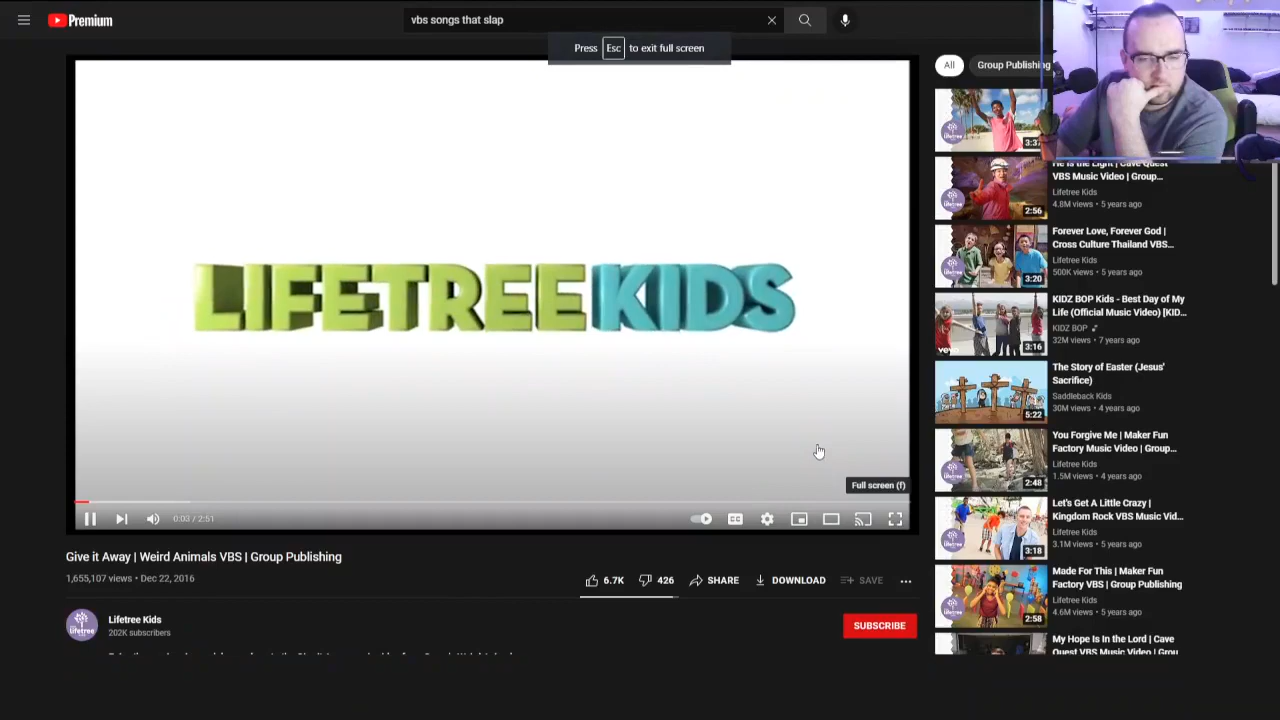 Premium
vbs songs that slap
Press Esc to exit full screen
All
Group Publishing
LIFETREEKIDS
Full screen (f)
0:03 / 2:51
CC
Give it Away | Weird Animals VBS | Group Publishing
1,655,107 views • Dec 22, 2016
6.7K
426
SHARE
DOWNLOAD
SAVE
Lifetree Kids
202K subscribers
SUBSCRIBE
3:37
He is the Light | Cave Quest
VBS Music Video | Group...
Lifetree Kids
4.8M views • 5 years ago
2:56
Forever Love, Forever God |
Cross Culture Thailand VBS...
Lifetree Kids
500K views • 5 years ago
3:20
KIDZ BOP Kids - Best Day of My
Life (Official Music Video) [KID...
KIDZ BOP
32M views • 7 years ago
vevo
3:16
The Story of Easter (Jesus'
Sacrifice)
Saddleback Kids
30M views • 4 years ago
5:22
You Forgive Me | Maker Fun
Factory Music Video | Group...
Lifetree Kids
1.5M views • 4 years ago
2:48
Let's Get A Little Crazy |
Kingdom Rock VBS Music Vid...
Lifetree Kids
3.1M views • 5 years ago
3:18
Made For This | Maker Fun
Factory VBS | Group Publishing
Lifetree Kids
4.6M views • 5 years ago
2:58
My Hope Is in the Lord | Cave
Quest VBS Music Video | Grou